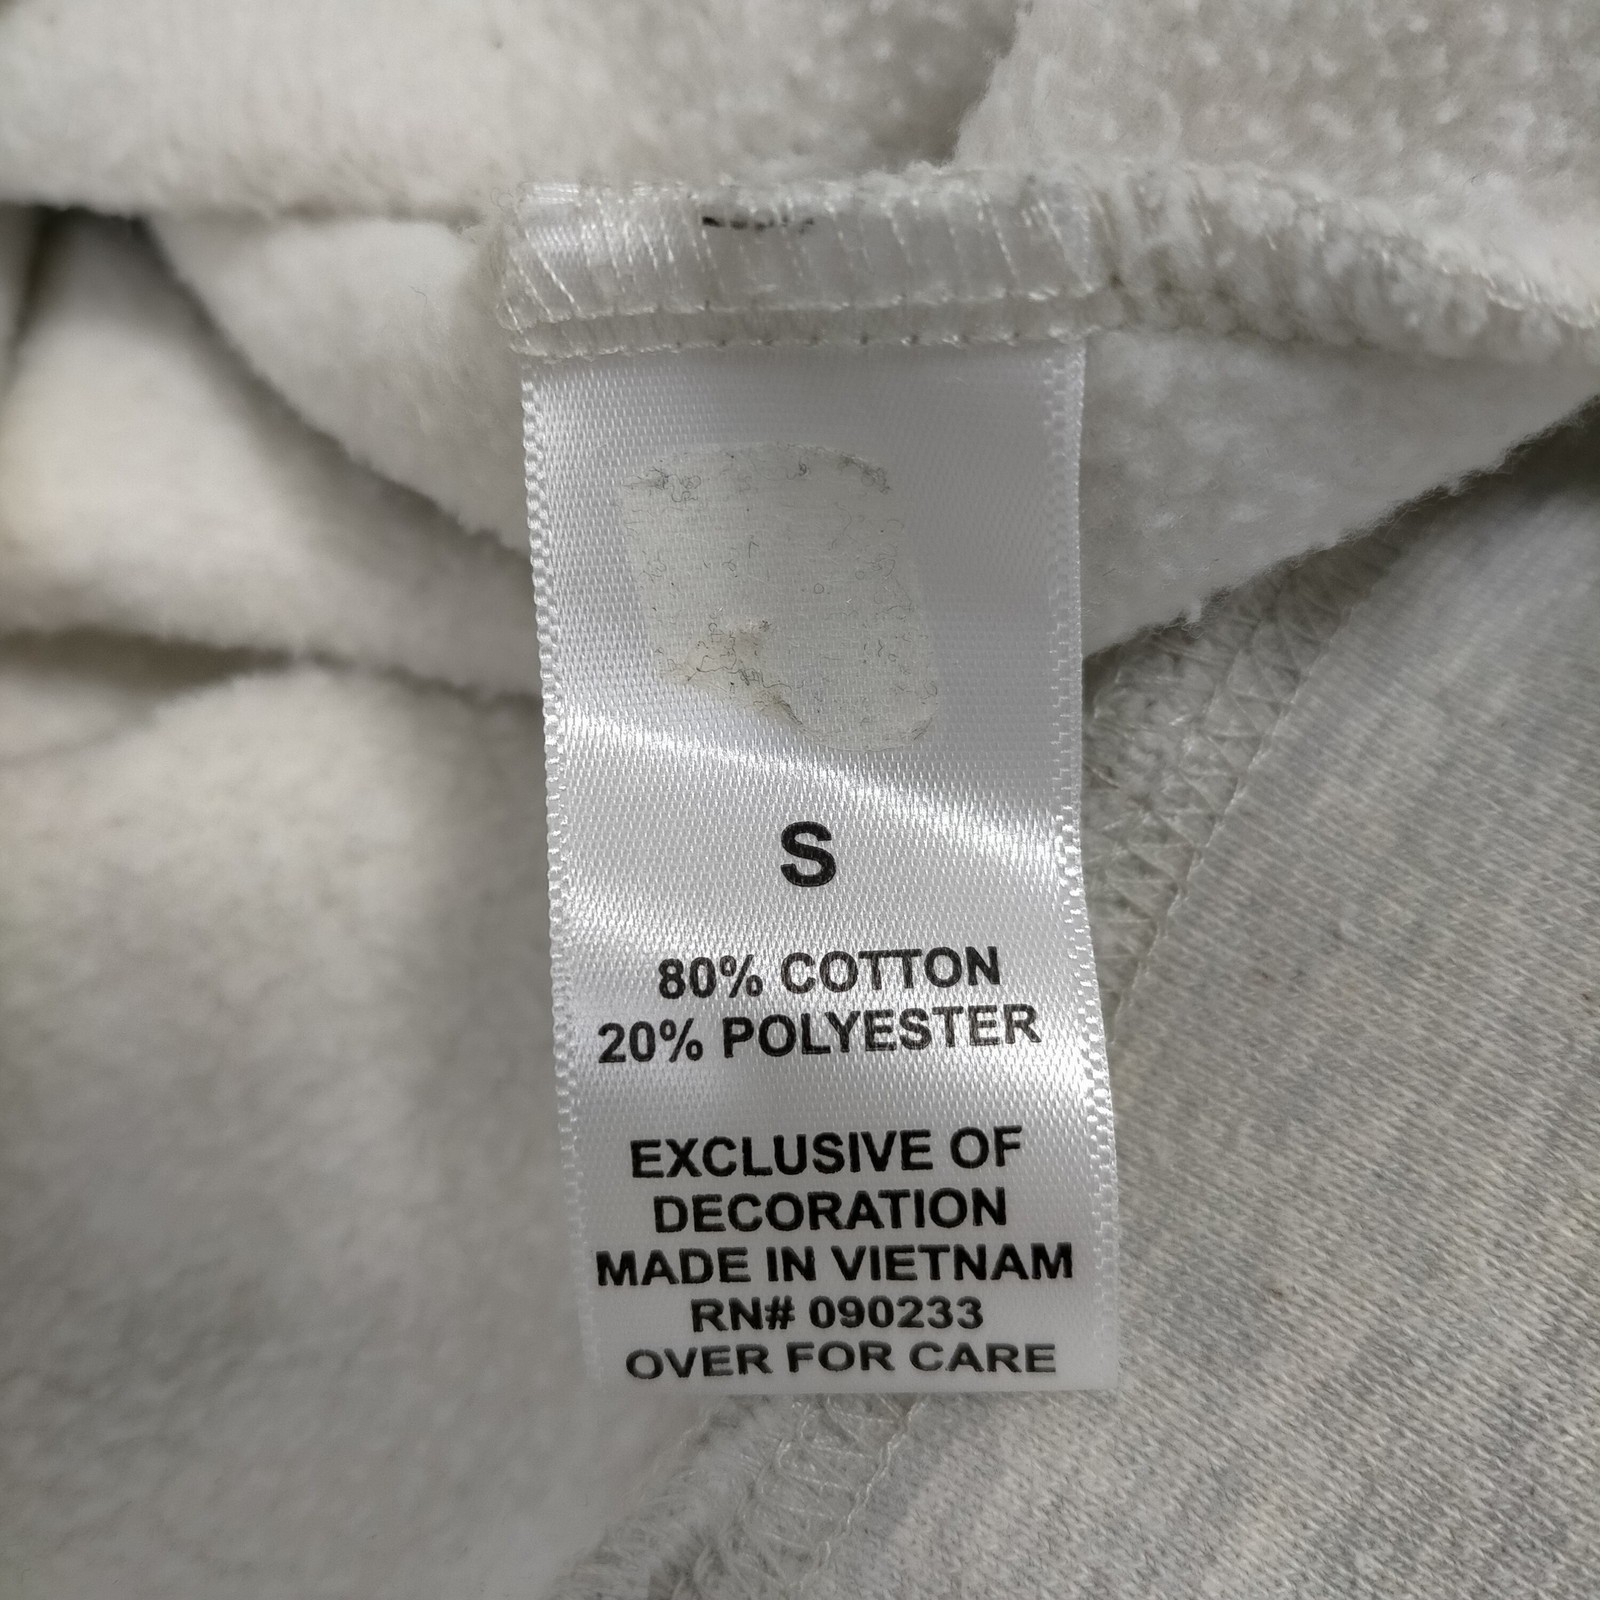 S
80% COTTON
20% POLYESTER
EXCLUSIVE OF
DECORATION
MADE IN VIETNAM
RN# 090233
OVER FOR CARE